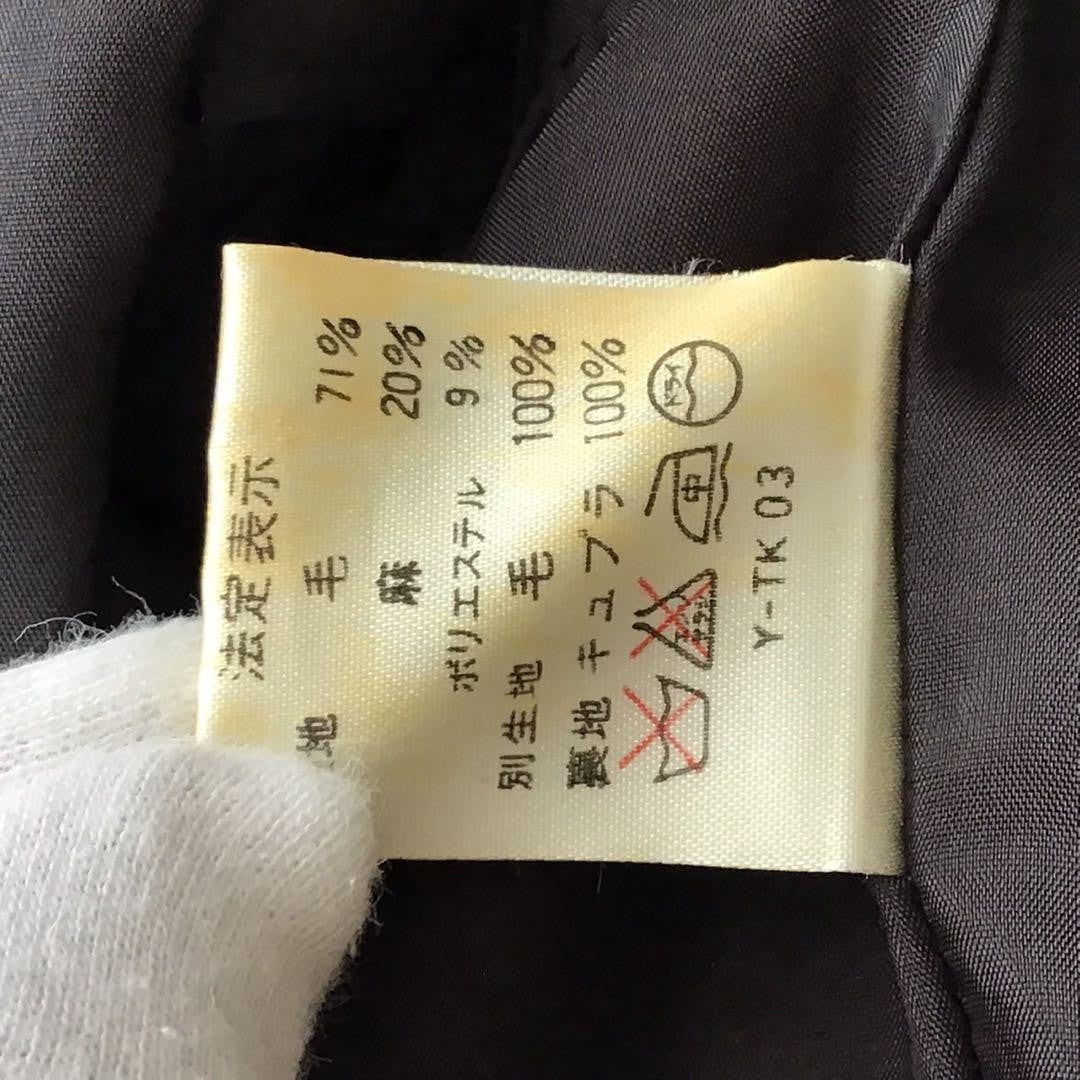 法定表示
地 毛 71%
麻 20%
ポリエステル 9%
別生地 毛 100%
裏地 キュプラ 100%
中 ドライ
Y-TK 03